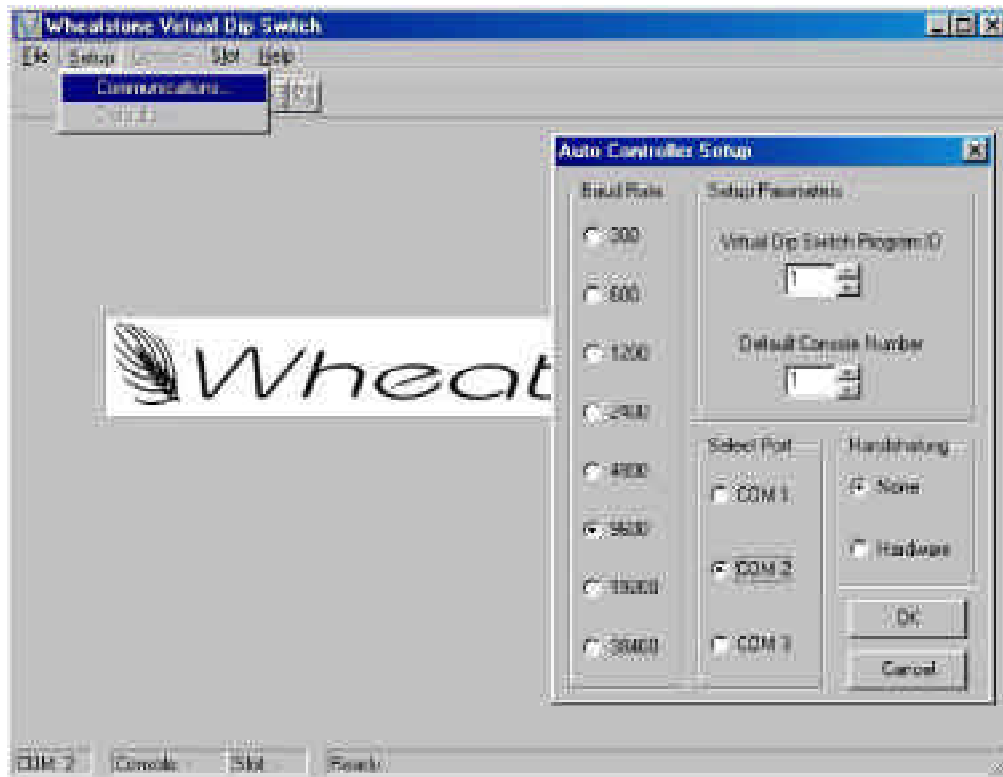 Wheatstone Virtual Dip Switch
File Setup Slot Help
Communications...
Auto Controller Setup
Baud Rate
300
600
1200
2400
4800
9600
19200
38400
Setup Parameters
Virtual Dip Switch Program ID
1
Default Console Number
1
Select Port
COM 1
COM 2
COM 3
Handshaking
None
Hardware
OK
Cancel
Wheat
COM 2 Console - Slot - Ready